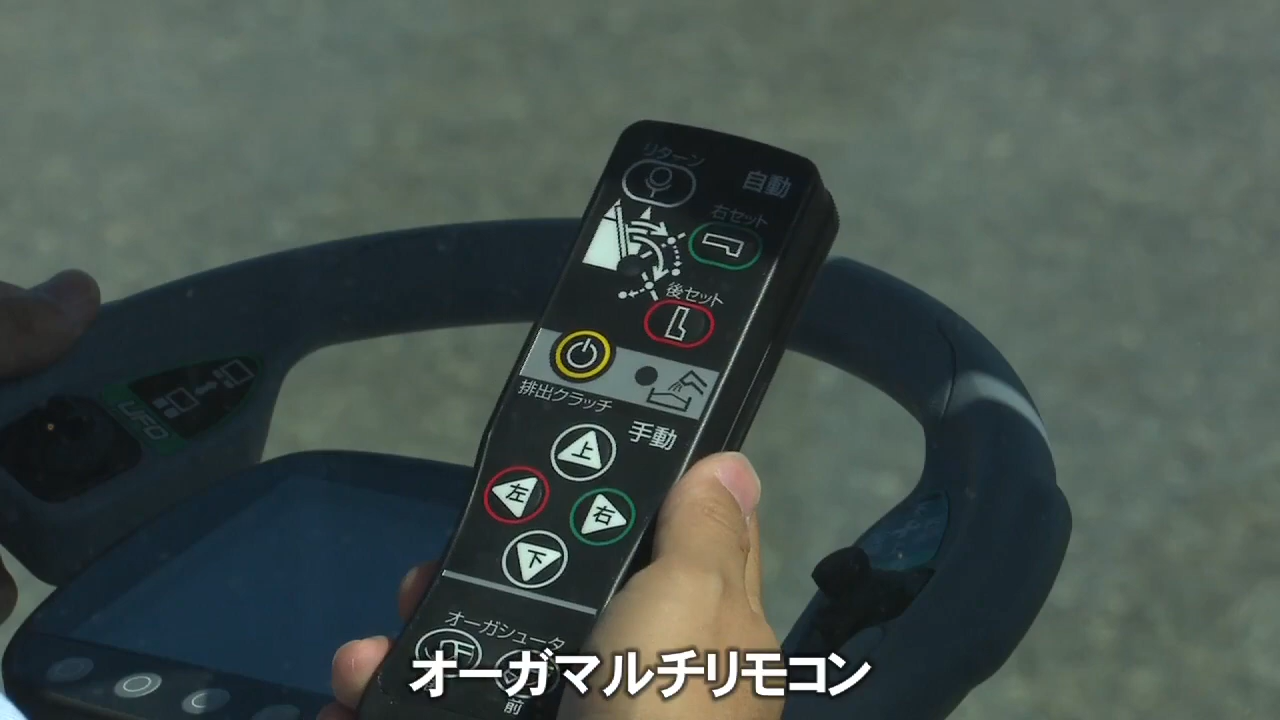 リターン
自動
右セット
後セット
排出クラッチ
手動
上
左
右
下
オーガシュータ
前
UFO
オーガマルチリモコン